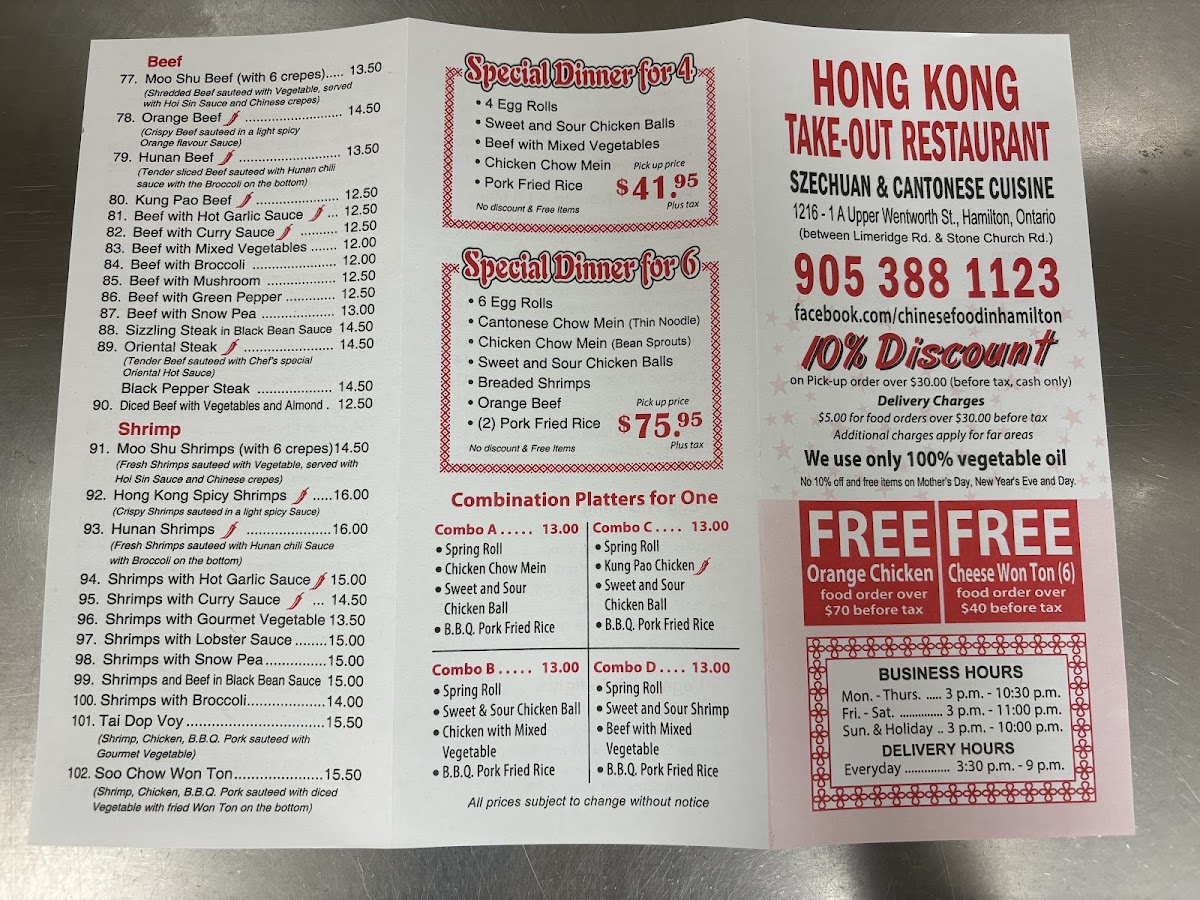 Beef
77. Moo Shu Beef (with 6 crepes)..... 13.50
(Shredded Beef sauteed with Vegetable, served
with Hoi Sin Sauce and Chinese crepes)
78. Orange Beef ........................ 14.50
(Crispy Beef sauteed in a light spicy
Orange flavour Sauce)
79. Hunan Beef .......................... 13.50
(Tender sliced Beef sauteed with Hunan chili
sauce with the Broccoli on the bottom)
80. Kung Pao Beef ..................... 12.50
81. Beef with Hot Garlic Sauce ... 12.50
82. Beef with Curry Sauce ......... 12.50
83. Beef with Mixed Vegetables ...... 12.00
84. Beef with Broccoli .................... 12.00
85. Beef with Mushroom ................. 12.50
86. Beef with Green Pepper ............ 12.50
87. Beef with Snow Pea .................. 13.00
88. Sizzling Steak in Black Bean Sauce 14.50
89. Oriental Steak ....................... 14.50
(Tender Beef sauteed with Chef's special
Oriental Hot Sauce)
Black Pepper Steak .................. 14.50
90. Diced Beef with Vegetables and Almond . 12.50
Shrimp
91. Moo Shu Shrimps (with 6 crepes)14.50
(Fresh Shrimps sauteed with Vegetable, served with
Hoi Sin Sauce and Chinese crepes)
92. Hong Kong Spicy Shrimps .....16.00
(Crispy Shrimps sauteed in a light spicy Sauce)
93. Hunan Shrimps .....................16.00
(Fresh Shrimps sauteed with Hunan chili Sauce
with Broccoli on the bottom)
94. Shrimps with Hot Garlic Sauce 15.00
95. Shrimps with Curry Sauce ... 14.50
96. Shrimps with Gourmet Vegetable 13.50
97. Shrimps with Lobster Sauce .......15.00
98. Shrimps with Snow Pea..............15.00
99. Shrimps and Beef in Black Bean Sauce 15.00
100. Shrimps with Broccoli...................14.00
101. Tai Dop Voy ................................15.50
(Shrimp, Chicken, B.B.Q. Pork sauteed with
Gourmet Vegetable)
102. Soo Chow Won Ton.....................15.50
(Shrimp, Chicken, B.B.Q. Pork sauteed with diced
Vegetable with fried Won Ton on the bottom)
Special Dinner for 4
• 4 Egg Rolls
• Sweet and Sour Chicken Balls
• Beef with Mixed Vegetables
• Chicken Chow Mein
• Pork Fried Rice
Pick up price
$41.95
Plus tax
No discount & Free Items
Special Dinner for 6
• 6 Egg Rolls
• Cantonese Chow Mein (Thin Noodle)
• Chicken Chow Mein (Bean Sprouts)
• Sweet and Sour Chicken Balls
• Breaded Shrimps
• Orange Beef
• (2) Pork Fried Rice
Pick up price
$75.95
Plus tax
No discount & Free Items
Combination Platters for One
Combo A ..... 13.00
• Spring Roll
• Chicken Chow Mein
• Sweet and Sour
Chicken Ball
• B.B.Q. Pork Fried Rice
Combo C .... 13.00
• Spring Roll
• Kung Pao Chicken
• Sweet and Sour
Chicken Ball
• B.B.Q. Pork Fried Rice
Combo B ..... 13.00
• Spring Roll
• Sweet & Sour Chicken Ball
• Chicken with Mixed
Vegetable
• B.B.Q. Pork Fried Rice
Combo D .... 13.00
• Spring Roll
• Sweet and Sour Shrimp
• Beef with Mixed
Vegetable
• B.B.Q. Pork Fried Rice
All prices subject to change without notice
HONG KONG
TAKE-OUT RESTAURANT
SZECHUAN & CANTONESE CUISINE
1216 - 1 A Upper Wentworth St., Hamilton, Ontario
(between Limeridge Rd. & Stone Church Rd.)
905 388 1123
facebook.com/chinesefoodinhamilton
10% Discount
on Pick-up order over $30.00 (before tax, cash only)
Delivery Charges
$5.00 for food orders over $30.00 before tax
Additional charges apply for far areas
We use only 100% vegetable oil
No 10% off and free items on Mother's Day, New Year's Eve and Day.
FREE
Orange Chicken
food order over
$70 before tax
FREE
Cheese Won Ton (6)
food order over
$40 before tax
BUSINESS HOURS
Mon. - Thurs. ..... 3 p.m. - 10:30 p.m.
Fri. - Sat. .............. 3 p.m. - 11:00 p.m.
Sun. & Holiday .. 3 p.m. - 10:00 p.m.
DELIVERY HOURS
Everyday .............. 3:30 p.m. - 9 p.m.